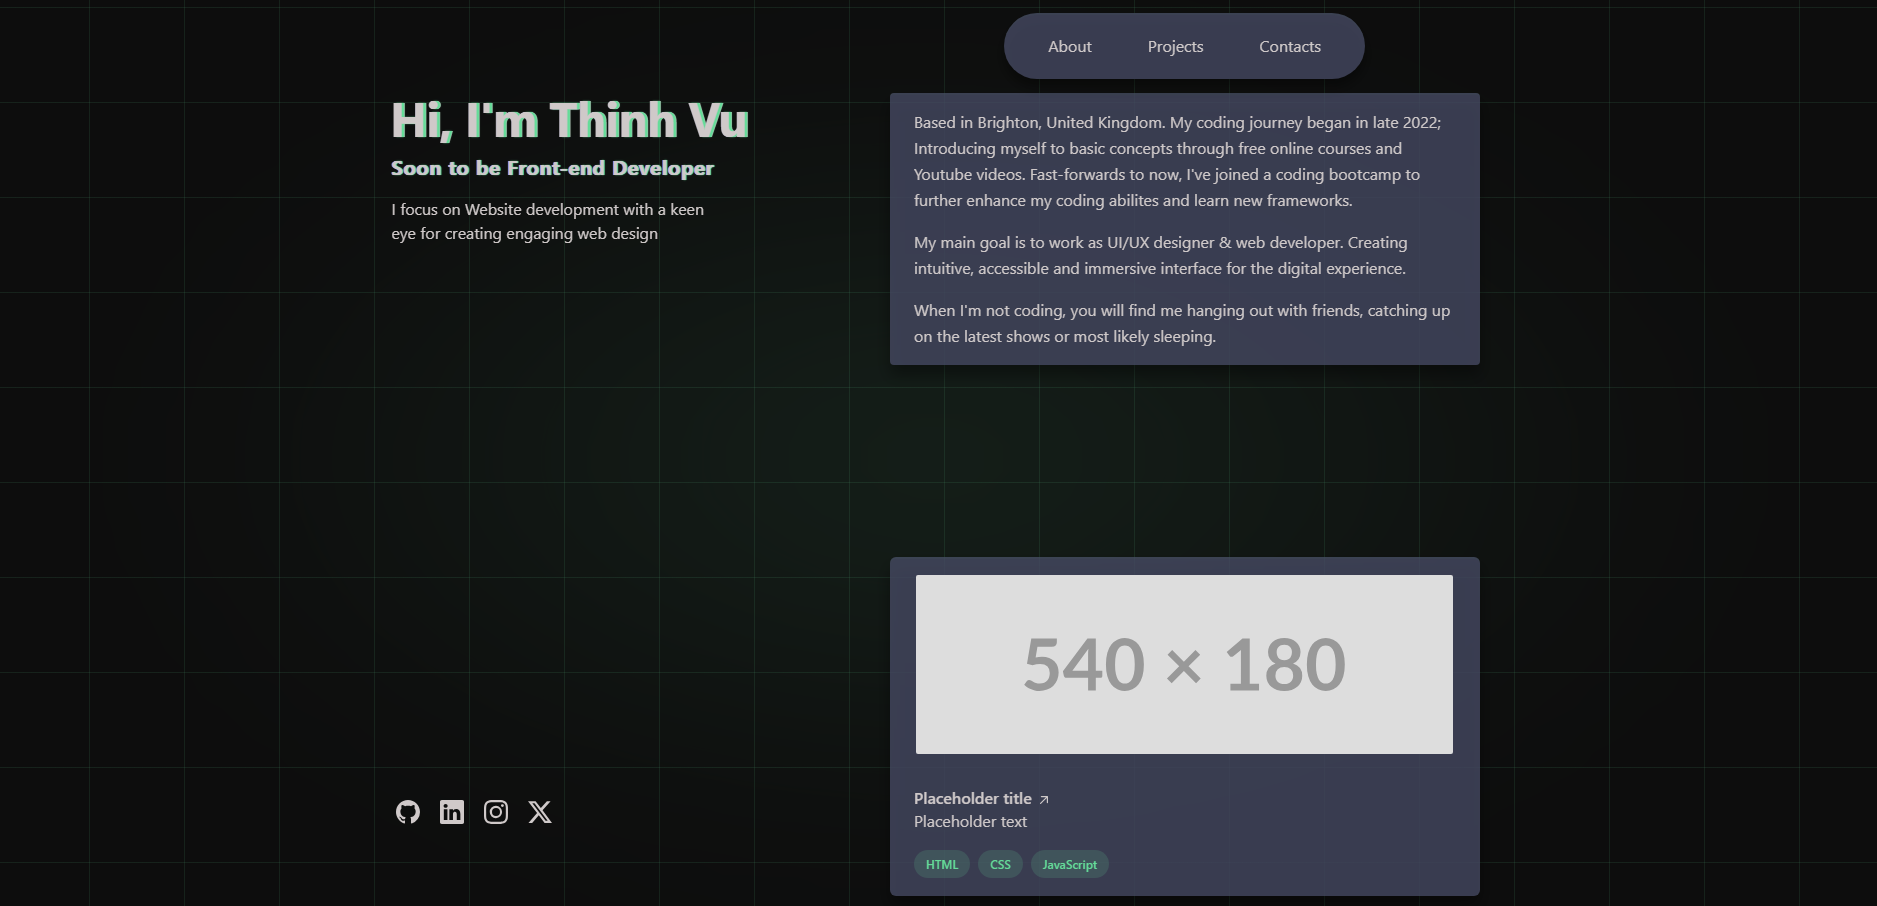 About Projects Contacts
Hi, I'm Thinh Vu
Soon to be Front-end Developer
I focus on Website development with a keen
eye for creating engaging web design
Based in Brighton, United Kingdom. My coding journey began in late 2022;
Introducing myself to basic concepts through free online courses and
Youtube videos. Fast-forwards to now, I've joined a coding bootcamp to
further enhance my coding abilites and learn new frameworks.
My main goal is to work as UI/UX designer & web developer. Creating
intuitive, accessible and immersive interface for the digital experience.
When I'm not coding, you will find me hanging out with friends, catching up
on the latest shows or most likely sleeping.
540 × 180
Placeholder title
Placeholder text
HTML CSS JavaScript